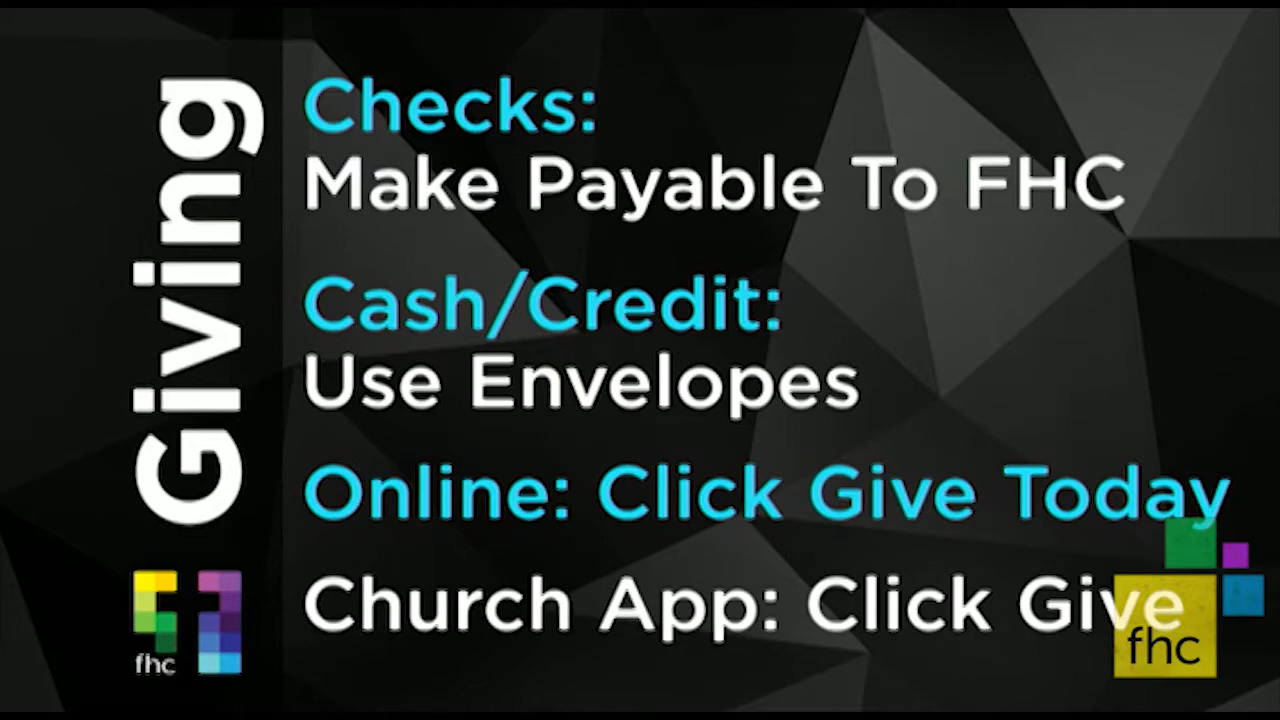 Giving
Checks:
Make Payable To FHC
Cash/Credit:
Use Envelopes
Online: Click Give Today
Church App: Click Give
fhc
fhc